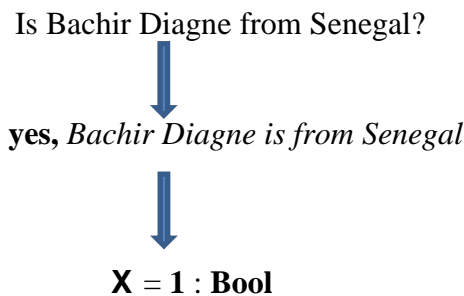 Is Bachir Diagne from Senegal?
yes, Bachir Diagne is from Senegal
X = 1 : Bool